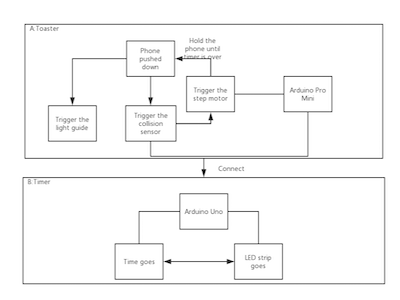 A.Toaster
Hold the
phone until
timer is over
Phone
pushed
down
Trigger the
light guide
Trigger the
collision
sensor
Trigger the
step motor
Arduino Pro
Mini
Connect
B.Timer
Arduino Uno
Time goes
LED strip
goes